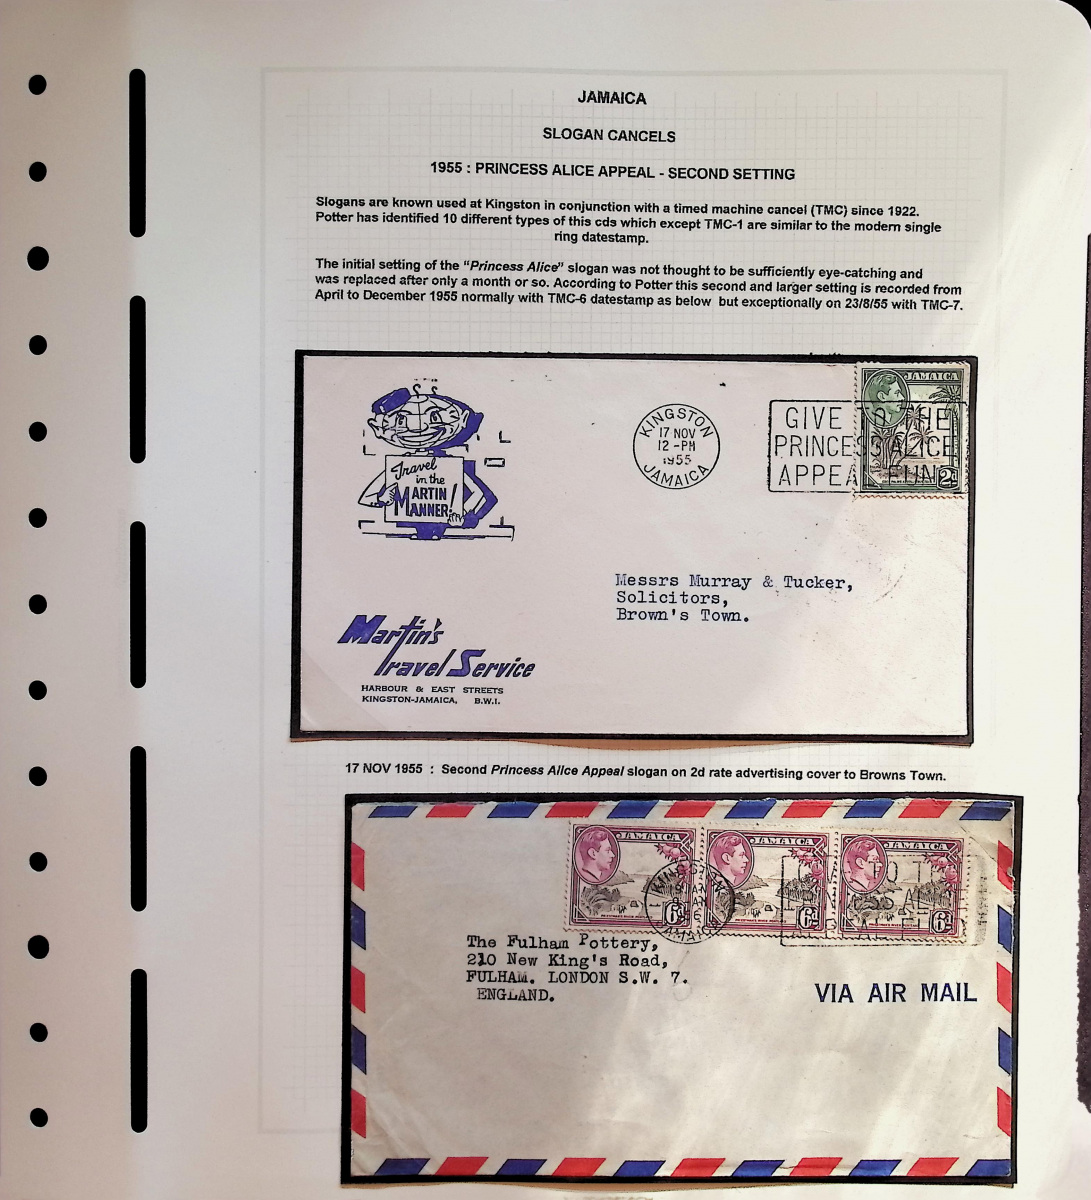 JAMAICA
SLOGAN CANCELS
1955 : PRINCESS ALICE APPEAL - SECOND SETTING
Slogans are known used at Kingston in conjunction with a timed machine cancel (TMC) since 1922.
Potter has identified 10 different types of this cds which except TMC-1 are similar to the modern single
ring datestamp.
The initial setting of the “Princess Alice” slogan was not thought to be sufficiently eye-catching and
was replaced after only a month or so. According to Potter this second and larger setting is recorded from
April to December 1955 normally with TMC-6 datestamp as below but exceptionally on 23/8/55 with TMC-7.
Travel
in the
MARTIN
MANNER!
KINGSTON
17 NOV
12 -PM
1955
JAMAICA
GIVE TO THE
PRINCESS ALICE
APPEAL FUND
JAMAICA
2d
Messrs Murray & Tucker,
Solicitors,
Brown's Town.
Martin's
Travel Service
HARBOUR & EAST STREETS
KINGSTON-JAMAICA, B.W.I.
17 NOV 1955 : Second Princess Alice Appeal slogan on 2d rate advertising cover to Browns Town.
JAMAICA
6d
JAMAICA
6d
JAMAICA
6d
KINGSTON
JAMAICA
The Fulham Pottery,
210 New King's Road,
FULHAM. LONDON S.W. 7.
ENGLAND.
VIA AIR MAIL